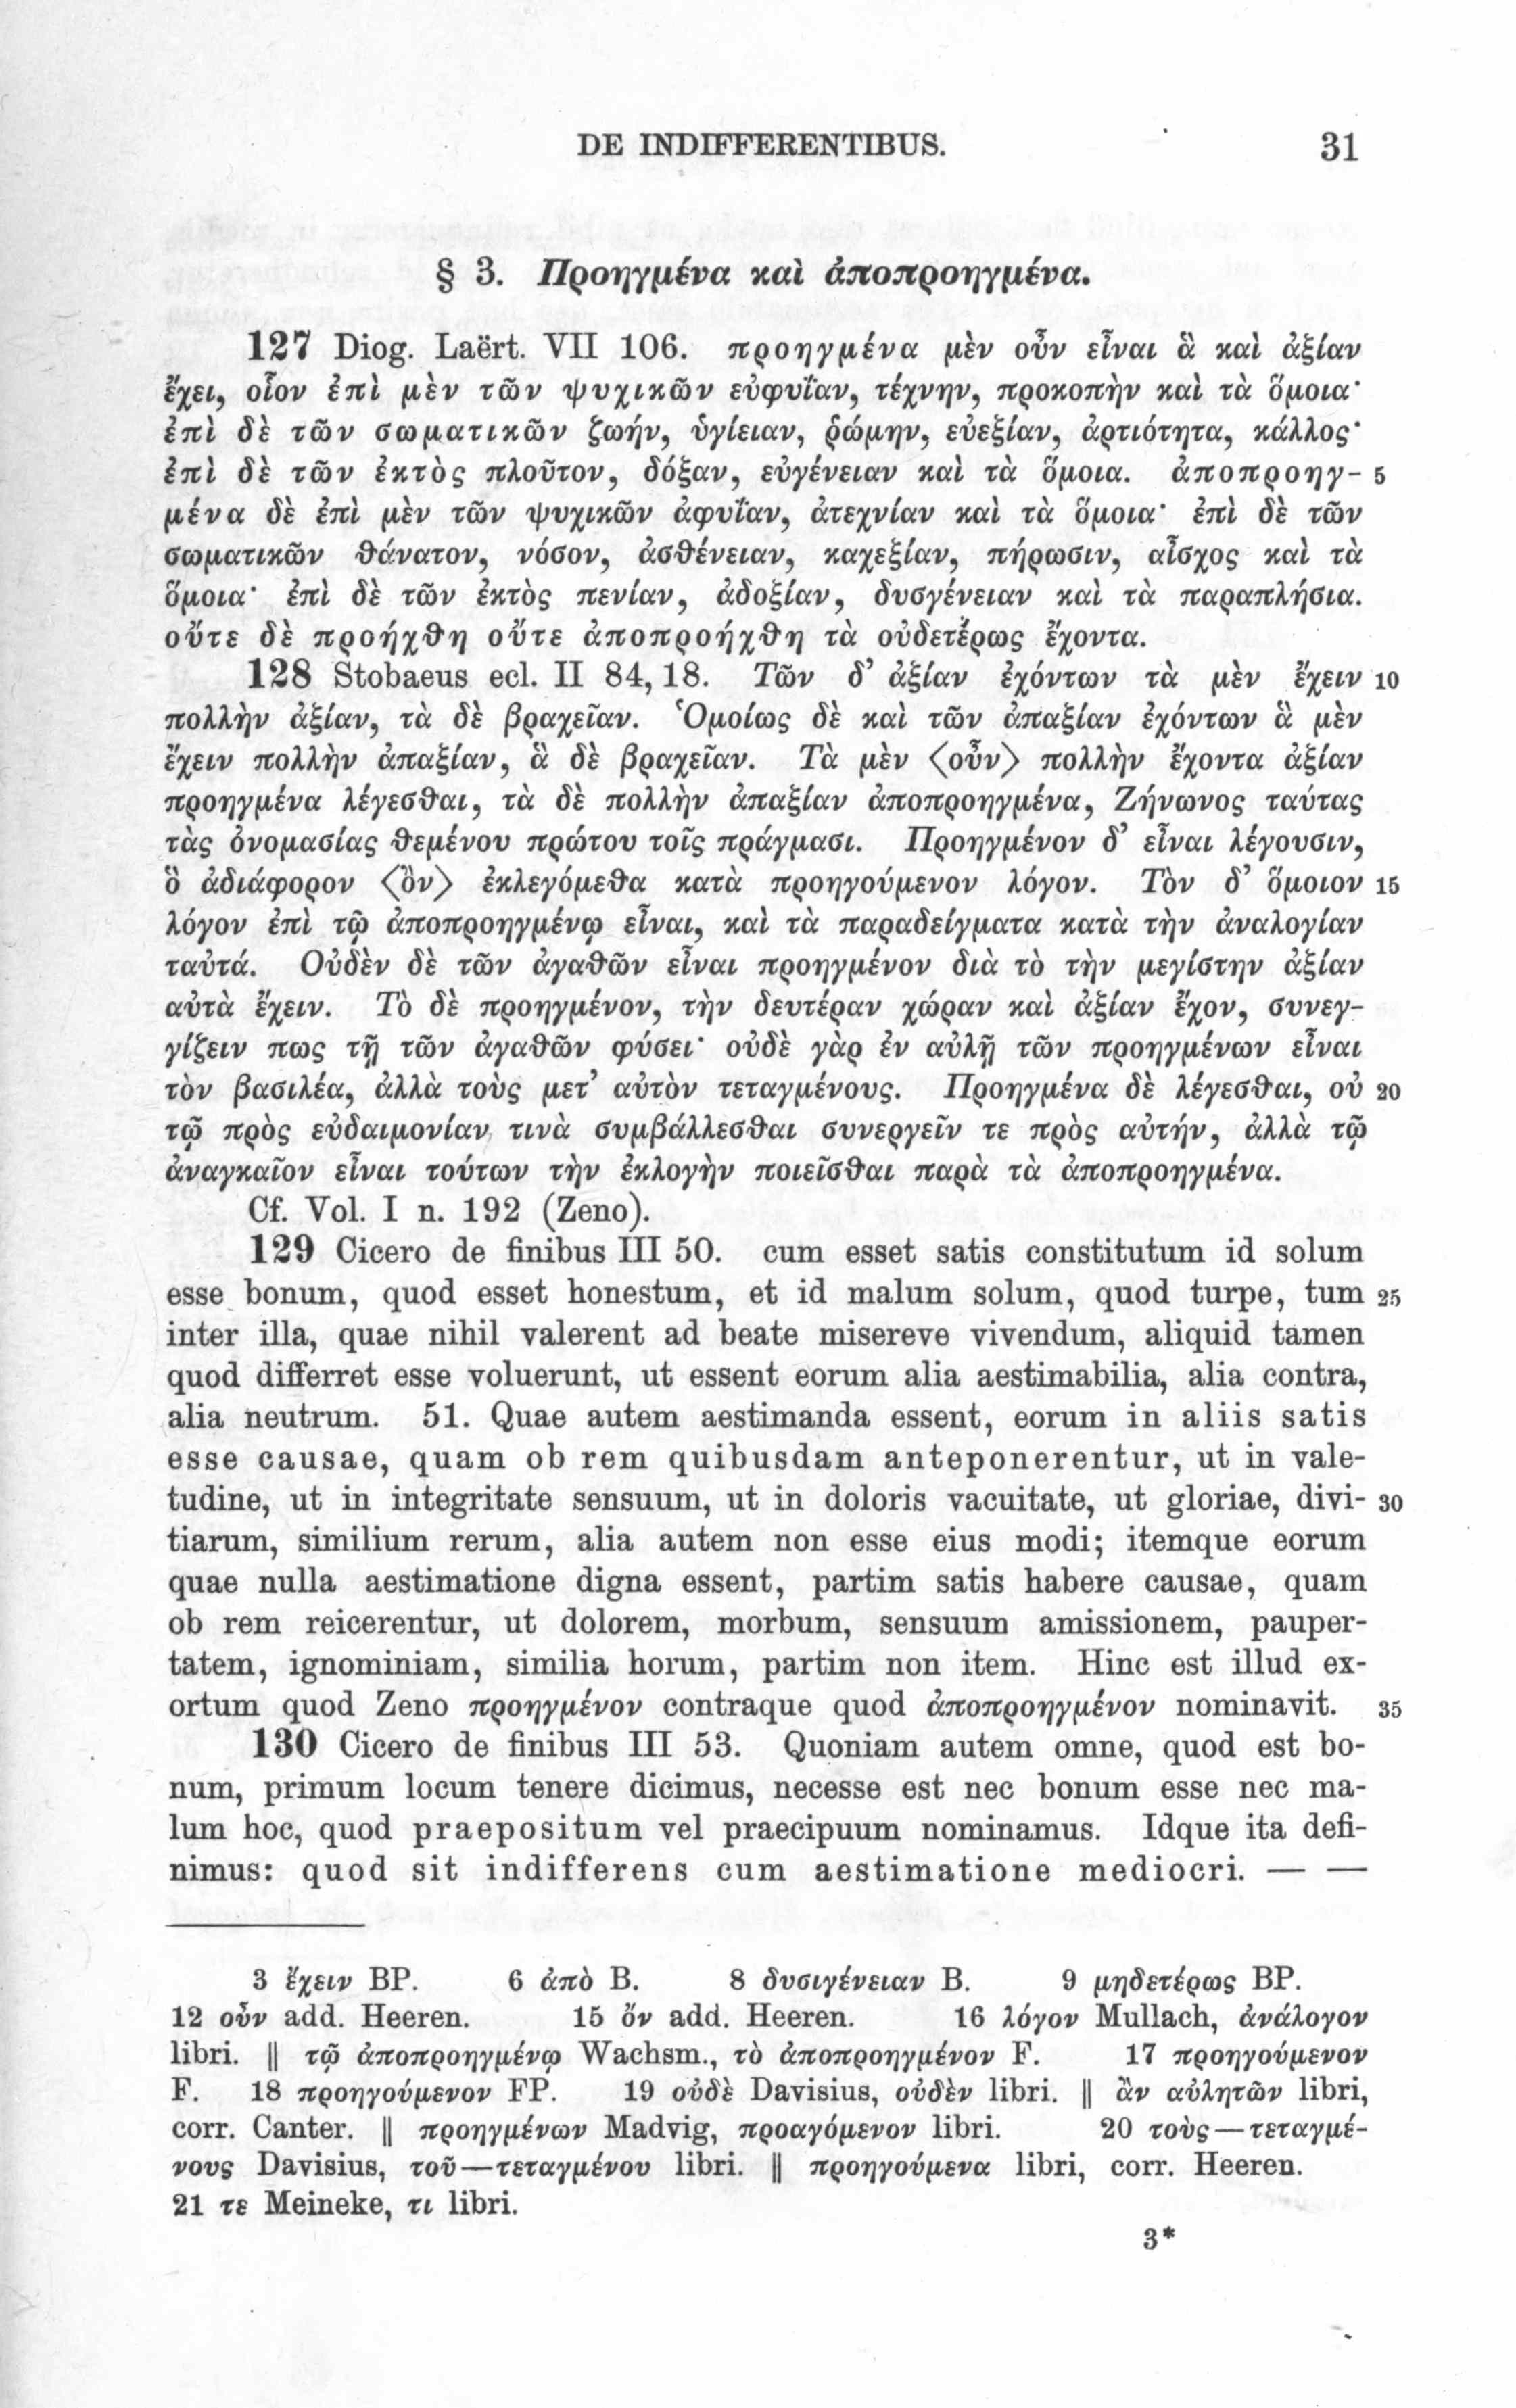 DE INDIFFERENTIBUS. 31
§ 3. Προηγμένα καὶ ἀποπροηγμένα.
127 Diog. Laërt. VII 106. προηγμένα μὲν οὖν εἶναι ἃ καὶ ἀξίαν
ἔχει, οἷον ἐπὶ μὲν τῶν ψυχικῶν εὐφυΐαν, τέχνην, προκοπὴν καὶ τὰ ὅμοια·
ἐπὶ δὲ τῶν σωματικῶν ζωήν, ὑγίειαν, ῥώμην, εὐεξίαν, ἀρτιότητα, κάλλος·
ἐπὶ δὲ τῶν ἐκτὸς πλοῦτον, δόξαν, εὐγένειαν καὶ τὰ ὅμοια. ἀποπροηγ- 5
μένα δὲ ἐπὶ μὲν τῶν ψυχικῶν ἀφυΐαν, ἀτεχνίαν καὶ τὰ ὅμοια· ἐπὶ δὲ τῶν
σωματικῶν θάνατον, νόσον, ἀσθένειαν, καχεξίαν, πήρωσιν, αἶσχος καὶ τὰ
ὅμοια· ἐπὶ δὲ τῶν ἐκτὸς πενίαν, ἀδοξίαν, δυσγένειαν καὶ τὰ παραπλήσια.
οὔτε δὲ προήχθη οὔτε ἀποπροήχθη τὰ οὐδετέρως ἔχοντα.
128 Stobaeus ecl. II 84, 18. Τῶν δ’ ἀξίαν ἐχόντων τὰ μὲν ἔχειν 10
πολλὴν ἀξίαν, τὰ δὲ βραχεῖαν. Ὁμοίως δὲ καὶ τῶν ἀπαξίαν ἐχόντων ἃ μὲν
ἔχειν πολλὴν ἀπαξίαν, ἃ δὲ βραχεῖαν. Τὰ μὲν ⟨οὖν⟩ πολλὴν ἔχοντα ἀξίαν
προηγμένα λέγεσθαι, τὰ δὲ πολλὴν ἀπαξίαν ἀποπροηγμένα, Ζήνωνος ταύτας
τὰς ὀνομασίας θεμένου πρώτου τοῖς πράγμασι. Προηγμένον δ’ εἶναι λέγουσιν,
ὃ ἀδιάφορον ⟨ὂν⟩ ἐκλεγόμεθα κατὰ προηγούμενον λόγον. Τὸν δ’ ὅμοιον 15
λόγον ἐπὶ τῷ ἀποπροηγμένῳ εἶναι, καὶ τὰ παραδείγματα κατὰ τὴν ἀναλογίαν
ταὐτά. Οὐδὲν δὲ τῶν ἀγαθῶν εἶναι προηγμένον διὰ τὸ τὴν μεγίστην ἀξίαν
αὐτὰ ἔχειν. Τὸ δὲ προηγμένον, τὴν δευτέραν χώραν καὶ ἀξίαν ἔχον, συνεγ-
γίζειν πως τῇ τῶν ἀγαθῶν φύσει· οὐδὲ γὰρ ἐν αὐλῇ τῶν προηγμένων εἶναι
τὸν βασιλέα, ἀλλὰ τοὺς μετ’ αὐτὸν τεταγμένους. Προηγμένα δὲ λέγεσθαι, οὐ 20
τῷ πρὸς εὐδαιμονίαν τινὰ συμβάλλεσθαι συνεργεῖν τε πρὸς αὐτήν, ἀλλὰ τῷ
ἀναγκαῖον εἶναι τούτων τὴν ἐκλογὴν ποιεῖσθαι παρὰ τὰ ἀποπροηγμένα.
Cf. Vol. I n. 192 (Zeno).
129 Cicero de finibus III 50. cum esset satis constitutum id solum
esse bonum, quod esset honestum, et id malum solum, quod turpe, tum 25
inter illa, quae nihil valerent ad beate misereve vivendum, aliquid tamen
quod differret esse voluerunt, ut essent eorum alia aestimabilia, alia contra,
alia neutrum. 51. Quae autem aestimanda essent, eorum in aliis satis
esse causae, quam ob rem quibusdam anteponerentur, ut in vale-
tudine, ut in integritate sensuum, ut in doloris vacuitate, ut gloriae, divi- 30
tiarum, similium rerum, alia autem non esse eius modi; itemque eorum
quae nulla aestimatione digna essent, partim satis habere causae, quam
ob rem reicerentur, ut dolorem, morbum, sensuum amissionem, pauper-
tatem, ignominiam, similia horum, partim non item. Hinc est illud ex-
ortum quod Zeno προηγμένον contraque quod ἀποπροηγμένον nominavit. 35
130 Cicero de finibus III 53. Quoniam autem omne, quod est bo-
num, primum locum tenere dicimus, necesse est nec bonum esse nec ma-
lum hoc, quod praepositum vel praecipuum nominamus. Idque ita defi-
nimus: quod sit indifferens cum aestimatione mediocri. — —
3 ἔχειν BP. 6 ἀπὸ B. 8 δυσιγένειαν B. 9 μηδετέρως BP.
12 οὖν add. Heeren. 15 ὄν add. Heeren. 16 λόγον Mullach, ἀνάλογον
libri. || τῷ ἀποπροηγμένῳ Wachsm., τὸ ἀποπροηγμένον F. 17 προηγούμενον
F. 18 προηγούμενον FP. 19 οὐδὲ Davisius, οὐδὲν libri. || ἂν αὐλητῶν libri,
corr. Canter. || προηγμένων Madvig, προαγόμενον libri. 20 τοὺς—τεταγμέ-
νους Davisius, τοῦ—τεταγμένου libri. || προηγούμενα libri, corr. Heeren.
21 τε Meineke, τι libri.
3*